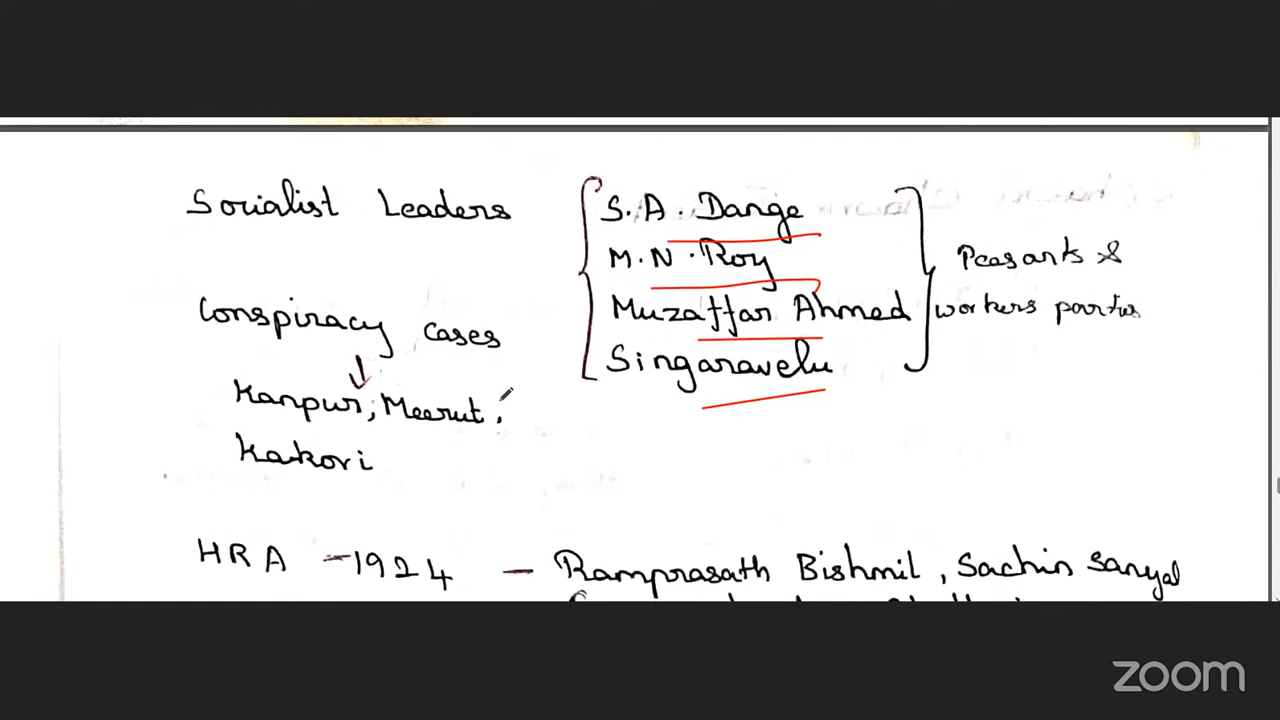 Socialist Leaders
S.A. Dange
M.N. Roy
Muzaffar Ahmed
Singaravelu
Peasants &
workers parties
Conspiracy cases
Kanpur, Meerut,
Kakori
HRA - 1924 - Ramprasath Bishmil, Sachin Sanyal
zoom